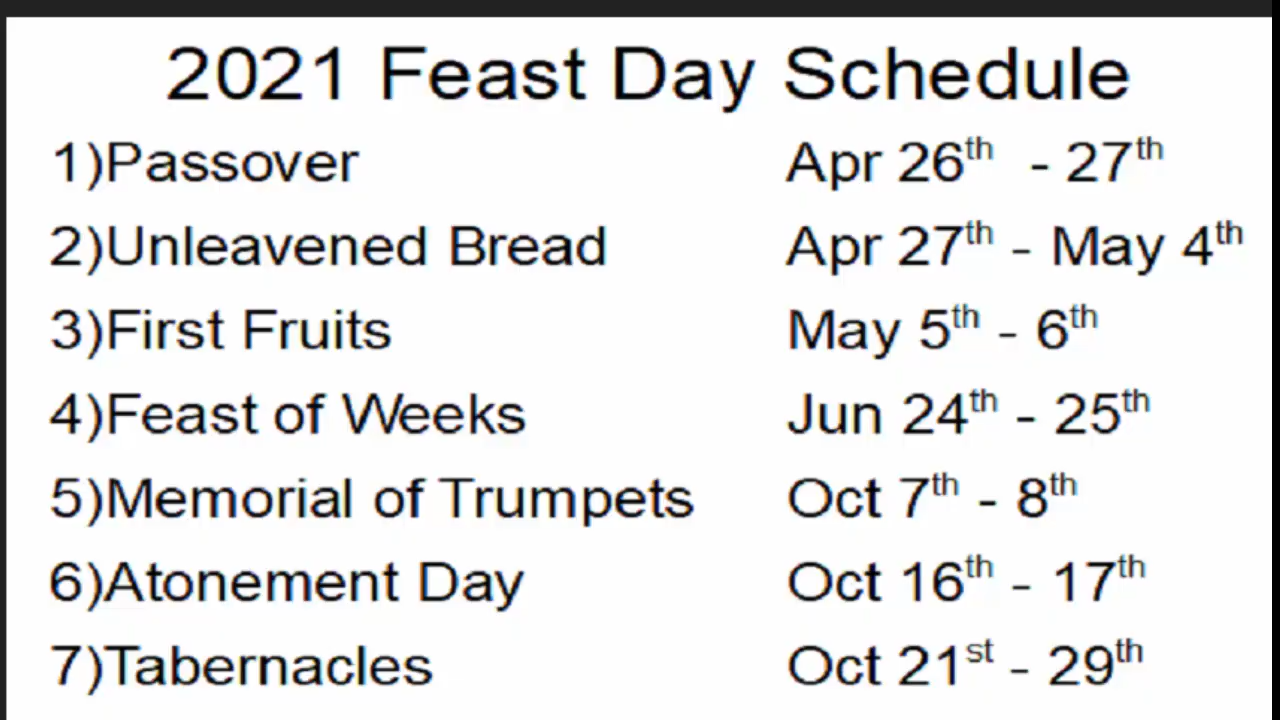 2021 Feast Day Schedule
1)Passover Apr 26th - 27th
2)Unleavened Bread Apr 27th - May 4th
3)First Fruits May 5th - 6th
4)Feast of Weeks Jun 24th - 25th
5)Memorial of Trumpets Oct 7th - 8th
6)Atonement Day Oct 16th - 17th
7)Tabernacles Oct 21st - 29th